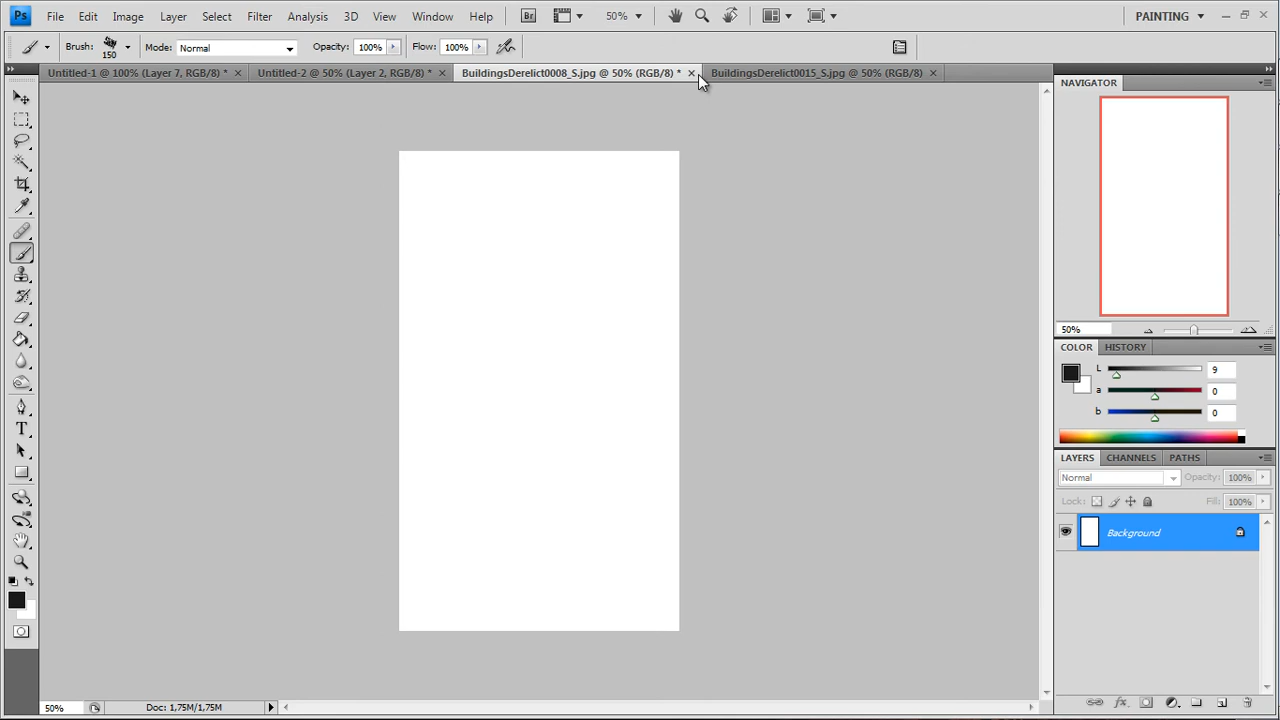 Ps File Edit Image Layer Select Filter Analysis 3D View Window Help Br 50% PAINTING
Brush: 150 Mode: Normal Opacity: 100% Flow: 100%
Untitled-1 @ 100% (Layer 7, RGB/8) * Untitled-2 @ 50% (Layer 2, RGB/8) * BuildingsDerelict0008_S.jpg @ 50% (RGB/8) * BuildingsDerelict0015_S.jpg @ 50% (RGB/8)
NAVIGATOR
50%
COLOR HISTORY
L 9
a 0
b 0
LAYERS CHANNELS PATHS
Normal Opacity: 100%
Lock: Fill: 100%
Background
T
50% Doc: 1,75M/1,75M